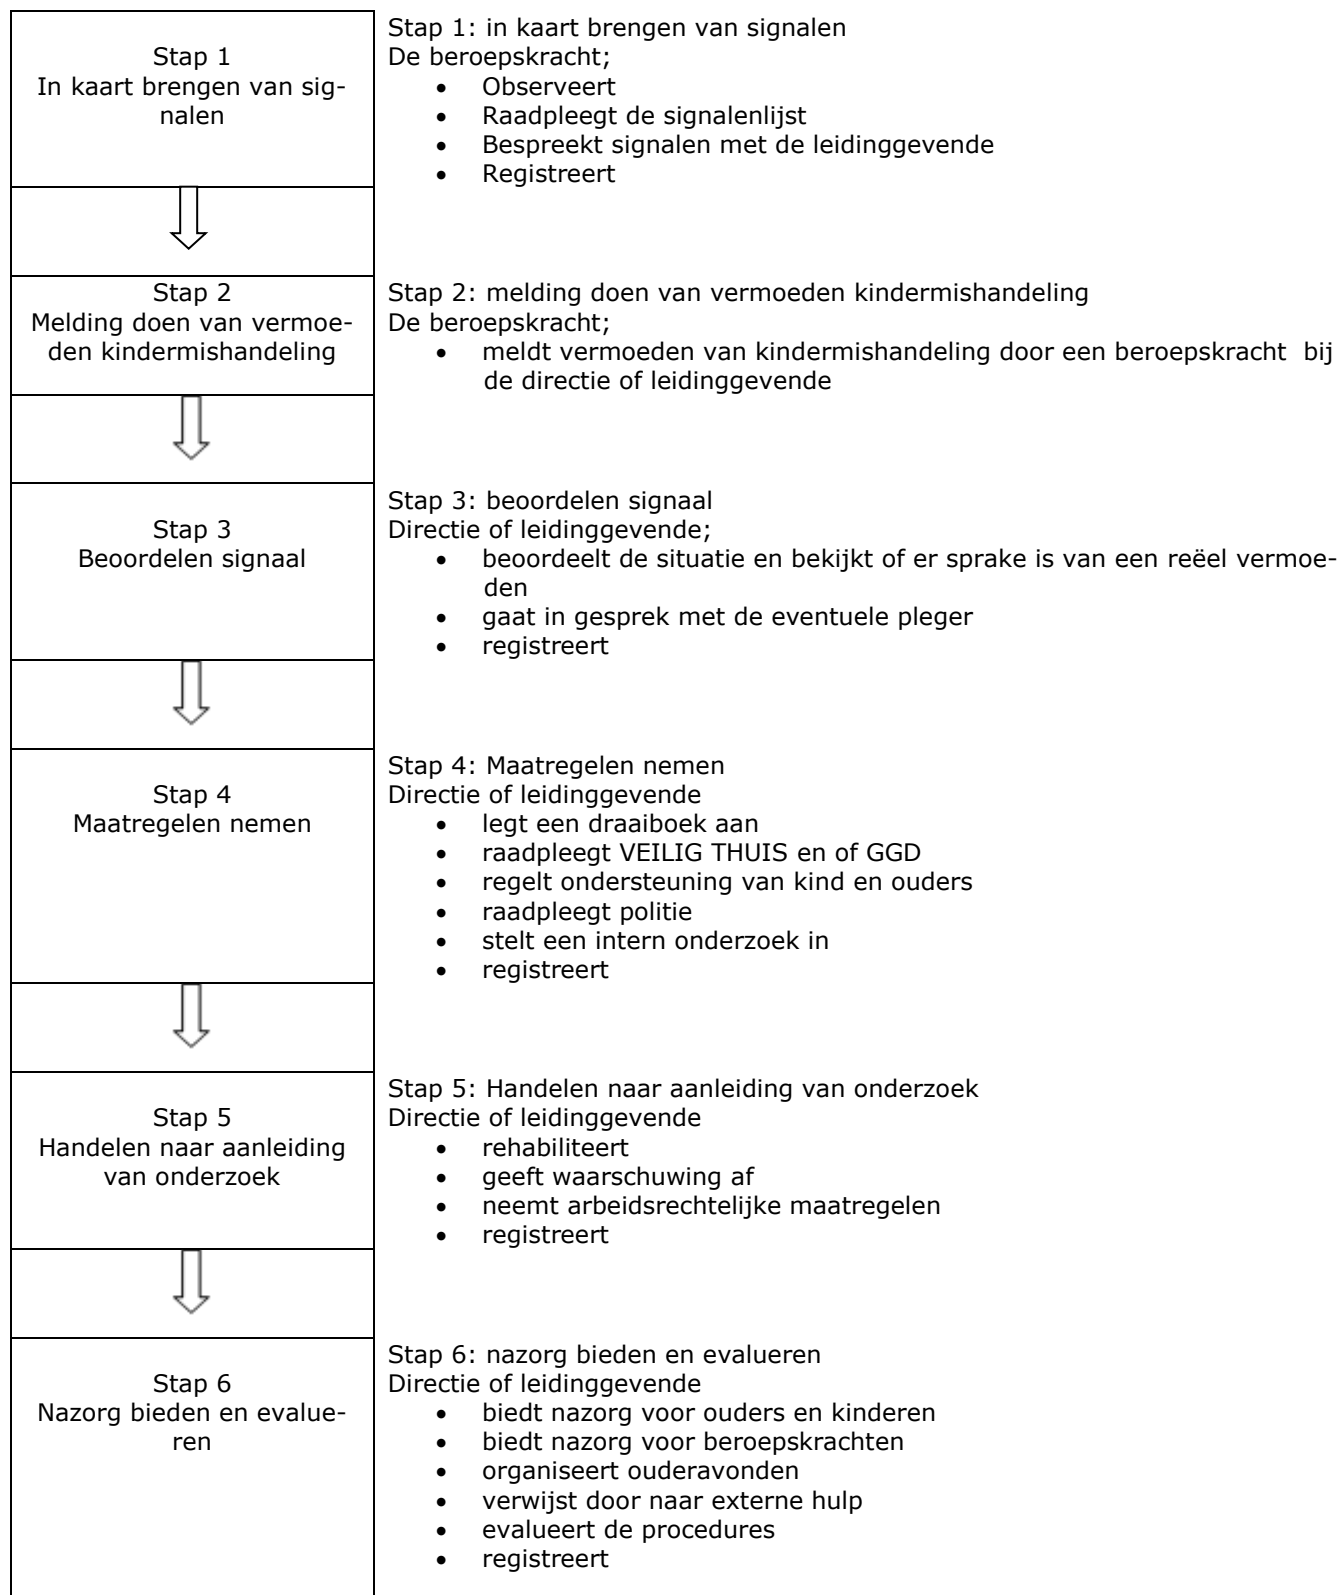 Stap 1
In kaart brengen van sig-
nalen
Stap 1: in kaart brengen van signalen
De beroepskracht;
• Observeert
• Raadpleegt de signalenlijst
• Bespreekt signalen met de leidinggevende
• Registreert
Stap 2
Melding doen van vermoe-
den kindermishandeling
Stap 2: melding doen van vermoeden kindermishandeling
De beroepskracht;
• meldt vermoeden van kindermishandeling door een beroepskracht  bij
de directie of leidinggevende
Stap 3
Beoordelen signaal
Stap 3: beoordelen signaal
Directie of leidinggevende;
• beoordeelt de situatie en bekijkt of er sprake is van een reëel vermoe-
den
• gaat in gesprek met de eventuele pleger
• registreert
Stap 4
Maatregelen nemen
Stap 4: Maatregelen nemen
Directie of leidinggevende
• legt een draaiboek aan
• raadpleegt VEILIG THUIS en of GGD
• regelt ondersteuning van kind en ouders
• raadpleegt politie
• stelt een intern onderzoek in
• registreert
Stap 5
Handelen naar aanleiding
van onderzoek
Stap 5: Handelen naar aanleiding van onderzoek
Directie of leidinggevende
• rehabiliteert
• geeft waarschuwing af
• neemt arbeidsrechtelijke maatregelen
• registreert
Stap 6
Nazorg bieden en evalue-
ren
Stap 6: nazorg bieden en evalueren
Directie of leidinggevende
• biedt nazorg voor ouders en kinderen
• biedt nazorg voor beroepskrachten
• organiseert ouderavonden
• verwijst door naar externe hulp
• evalueert de procedures
• registreert